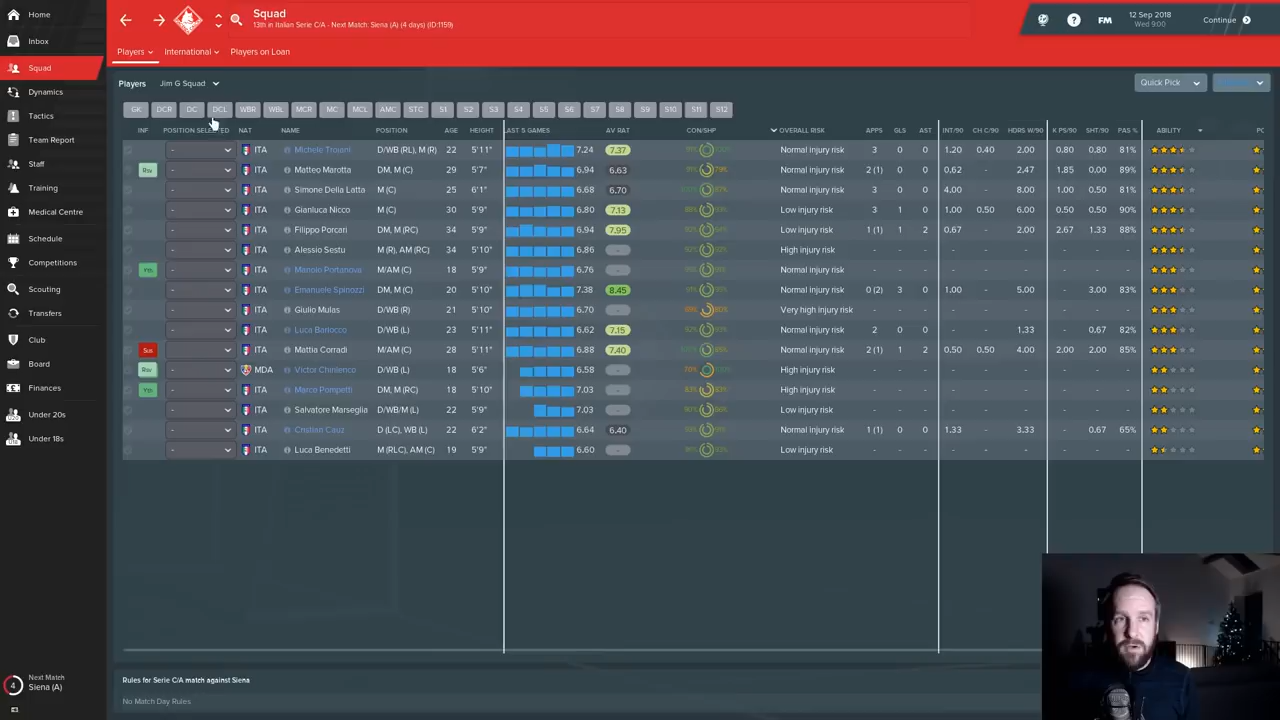 Home
Inbox
Squad
Dynamics
Tactics
Team Report
Staff
Training
Medical Centre
Schedule
Competitions
Scouting
Transfers
Club
Board
Finances
Under 20s
Under 18s
4 Next Match
Siena (A)
Squad
13th in Italian Serie C/A - Next Match: Siena (A) (4 days) (ID:1159)
? FM 12 Sep 2018
Wed 9:00
Continue
Players International Players on Loan
Players Jim G Squad Quick Pick
GK DCR DC DCL WBR WBL MCR MC MCL AMC STC S1 S2 S3 S4 S5 S6 S7 S8 S9 S10 S11 S12
INF POSITION SELECTED NAT NAME POSITION AGE HEIGHT LAST 5 GAMES AV RAT CON/SHP OVERALL RISK APPS GLS AST INT/90 CH C/90 HDRS W/90 K PS/90 SHT/90 PAS % ABILITY PO
- ITA Michele Troiani D/WB (RL), M (R) 22 5'11" 7.24 7.37 Normal injury risk 3 0 0 1.20 0.40 2.00 0.80 0.80 81%
Rsv - ITA Matteo Marotta DM, M (C) 29 5'7" 6.94 6.63 Normal injury risk 2 (1) 0 0 0.62 - 2.47 1.85 0.00 89%
- ITA Simone Della Latta M (C) 25 6'1" 6.68 6.70 Normal injury risk 3 0 0 4.00 - 8.00 1.00 0.50 81%
- ITA Gianluca Nicco M (C) 30 5'9" 6.80 7.13 Low injury risk 3 1 0 1.00 0.50 6.00 0.50 0.50 90%
- ITA Filippo Porcari DM, M (RC) 34 5'9" 6.94 7.95 Low injury risk 1 (1) 1 2 0.67 - 2.00 2.67 1.33 88%
- ITA Alessio Sestu M (R), AM (RC) 34 5'10" 6.86 - High injury risk - - - - - - - - -
Yth - ITA Manolo Portanova M/AM (C) 18 5'9" 6.76 - Normal injury risk - - - - - - - - -
- ITA Emanuele Spinozzi DM, M (C) 20 5'10" 7.38 8.45 Normal injury risk 0 (2) 3 0 1.00 - 5.00 - 3.00 83%
- ITA Giulio Mulas D/WB (R) 21 5'10" 6.70 - Very high injury risk - - - - - - - - -
- ITA Luca Barlocco D/WB (L) 23 5'11" 6.62 7.15 Normal injury risk 2 0 0 - - 1.33 - 0.67 82%
Sus - ITA Mattia Corradi M/AM (C) 28 5'11" 6.88 7.40 Normal injury risk 2 (1) 1 2 0.50 0.50 4.00 2.00 2.00 85%
Rsv - MDA Victor Chinlenco D/WB (L) 18 5'6" 6.58 - High injury risk - - - - - - - - -
Yth - ITA Marco Pompetti DM, M (RC) 18 5'10" 7.03 - High injury risk - - - - - - - - -
- ITA Salvatore Marseglia D/WB/M (L) 22 5'9" 7.03 - Low injury risk - - - - - - - - -
- ITA Cristian Cauz D (LC), WB (L) 22 6'2" 6.64 6.40 Normal injury risk 1 (1) 0 0 1.33 - 3.33 - 0.67 65%
- ITA Luca Benedetti M (RLC), AM (C) 19 5'9" 6.60 - Low injury risk - - - - - - - - -
Rules for Serie C/A match against Siena
No Match Day Rules